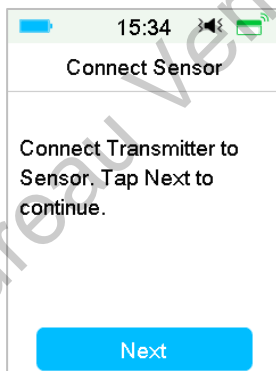 15:34
Connect Sensor
Connect Transmitter to
Sensor. Tap Next to
continue.
Next